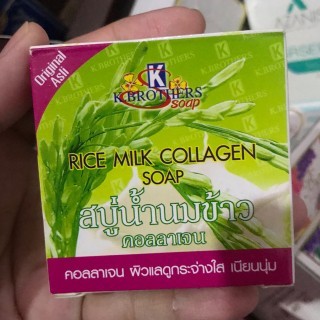 Original
Asli
K
K.BROTHERS
K
K.BROTHERS
Soap
K
K.BROTHERS
RICE MILK COLLAGEN
SOAP
สบู่น้ำนมข้าว
คอลลาเจน
คอลลาเจน ผิวแลดูกระจ่างใส เนียนนุ่ม